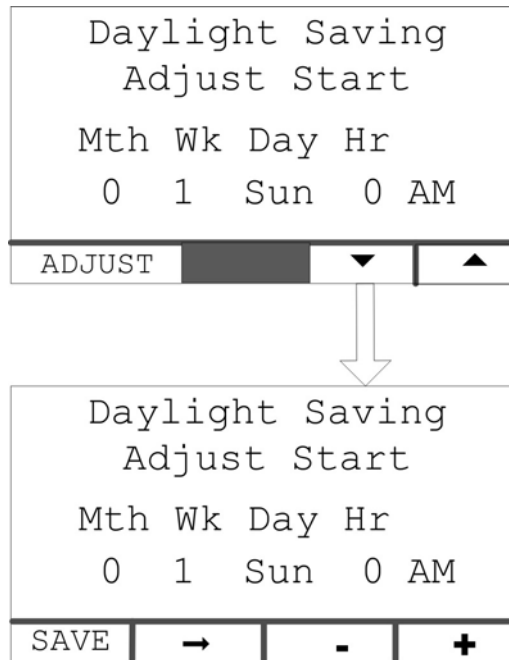 Daylight Saving
Adjust Start
Mth Wk Day Hr
0 1 Sun 0 AM
ADJUST ▼ ▲
Daylight Saving
Adjust Start
Mth Wk Day Hr
0 1 Sun 0 AM
SAVE → - +